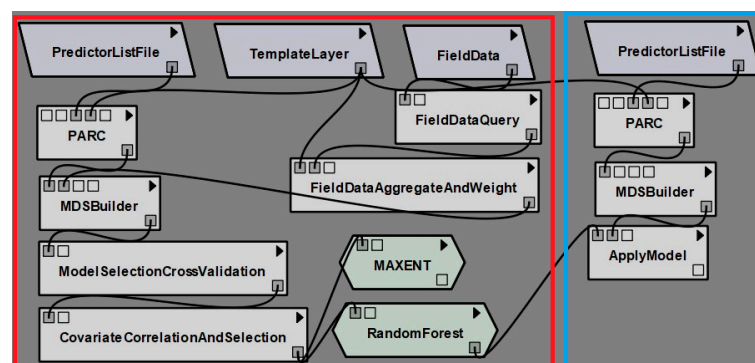 PredictorListFile
TemplateLayer
FieldData
PARC
FieldDataQuery
MDSBuilder
FieldDataAggregateAndWeight
ModelSelectionCrossValidation
MAXENT
CovariateCorrelationAndSelection
RandomForest
PredictorListFile
PARC
MDSBuilder
ApplyModel